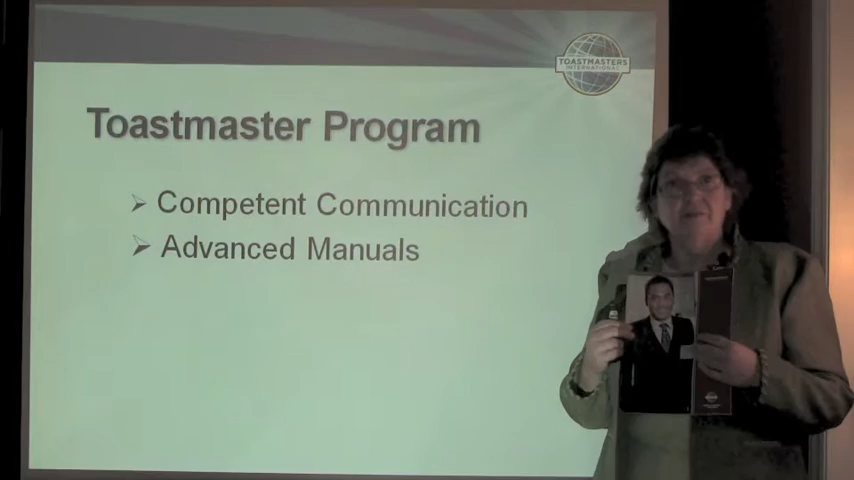 TOASTMASTERS
INTERNATIONAL
Toastmaster Program
Competent Communication
Advanced Manuals